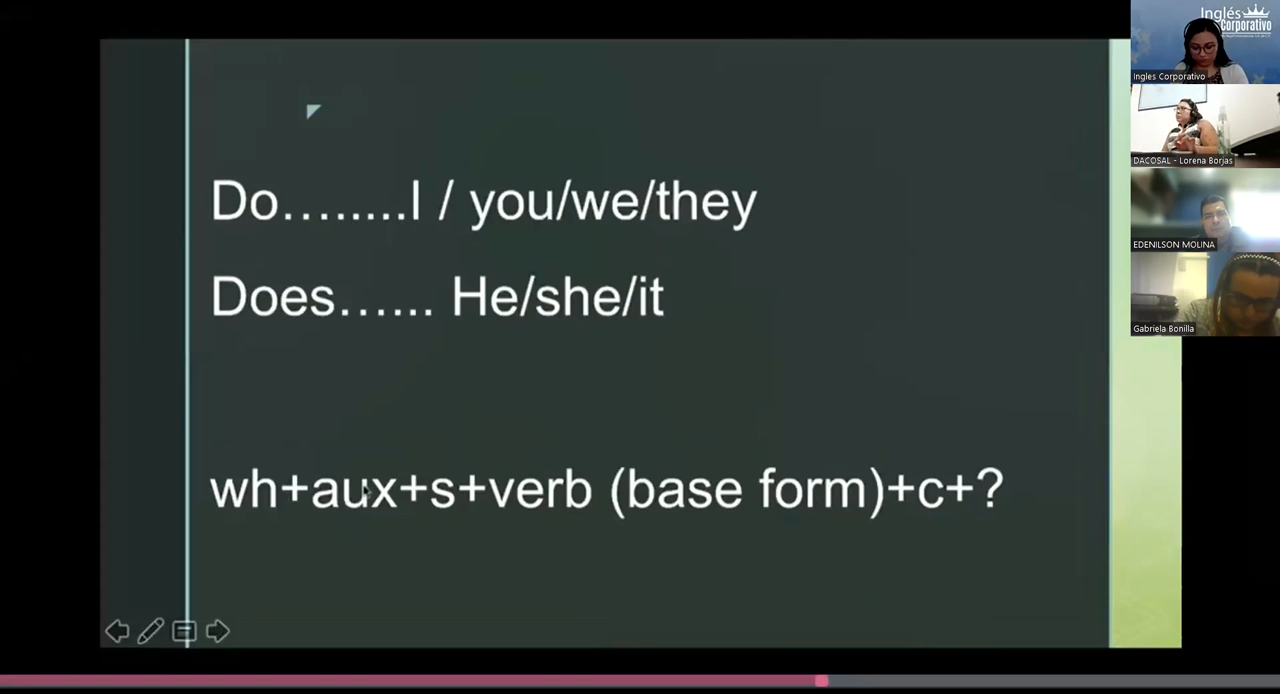 Do….....I / you/we/they
Does…... He/she/it
wh+aux+s+verb (base form)+c+?
Inglés
Corporativo
Ingles Corporativo
DACOSAL - Lorena Borjas
EDENILSON MOLINA
Gabriela Bonilla